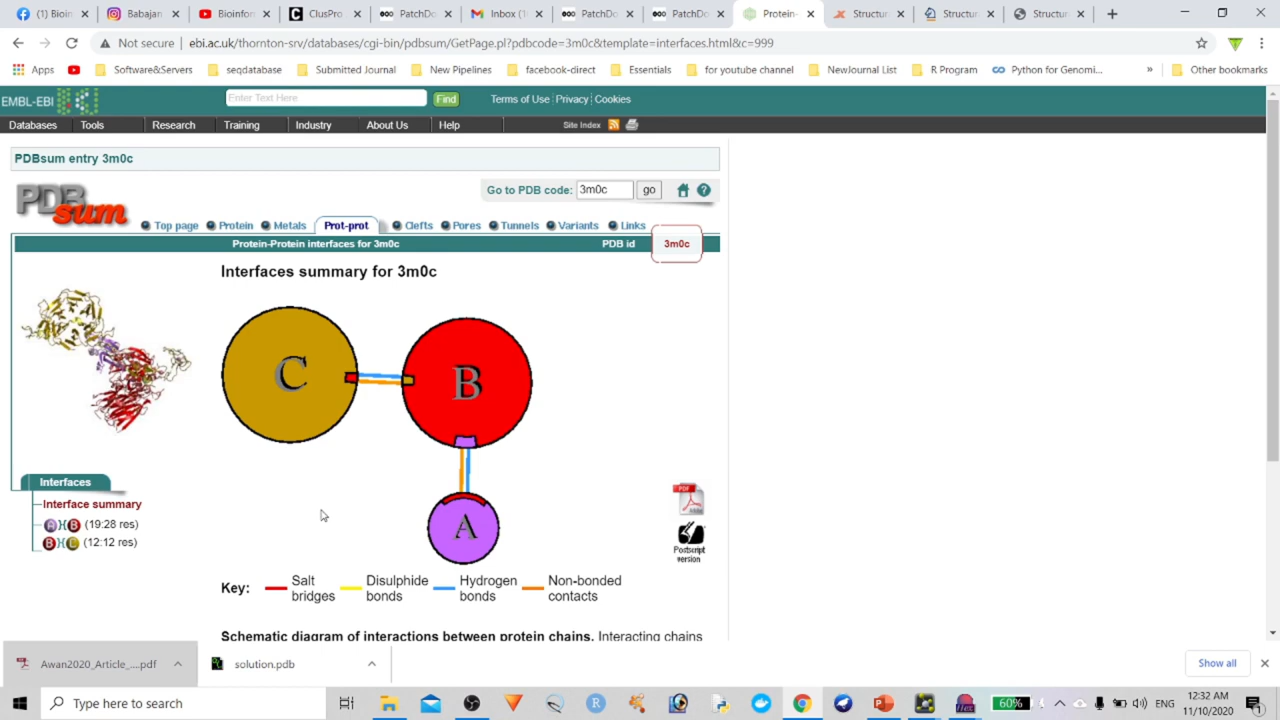 Bioin
Babajan
Bioinfor
ClusPro
PatchDo
Inbox (1
PatchDo
PatchDo
Protein-
Structur
Structur
Structur
Not secure | ebi.ac.uk/thornton-srv/databases/cgi-bin/pdbsum/GetPage.pl?pdbcode=3m0c&template=interfaces.html&c=999
Apps Software&Servers seqdatabase Submitted Journal New Pipelines facebook-direct Essentials for youtube channel NewJournal List R Program Python for Genomi... » Other bookmarks
EMBL-EBI Enter Text Here Find Terms of Use Privacy Cookies
Databases Tools Research Training Industry About Us Help Site Index
PDBsum entry 3m0c
PDB sum Go to PDB code: 3m0c go
Top page Protein Metals Prot-prot Clefts Pores Tunnels Variants Links
Protein-Protein interfaces for 3m0c PDB id 3m0c
Interfaces summary for 3m0c
C B
A
Interfaces
Interface summary
A B (19:28 res)
B C (12:12 res)
PDF
Postscript
version
Key: Salt bridges Disulphide bonds Hydrogen bonds Non-bonded contacts
Schematic diagram of interactions between protein chains. Interacting chains
Awan2020_Article_....pdf solution.pdb Show all
Type here to search 60% 12:32 AM
11/10/2020